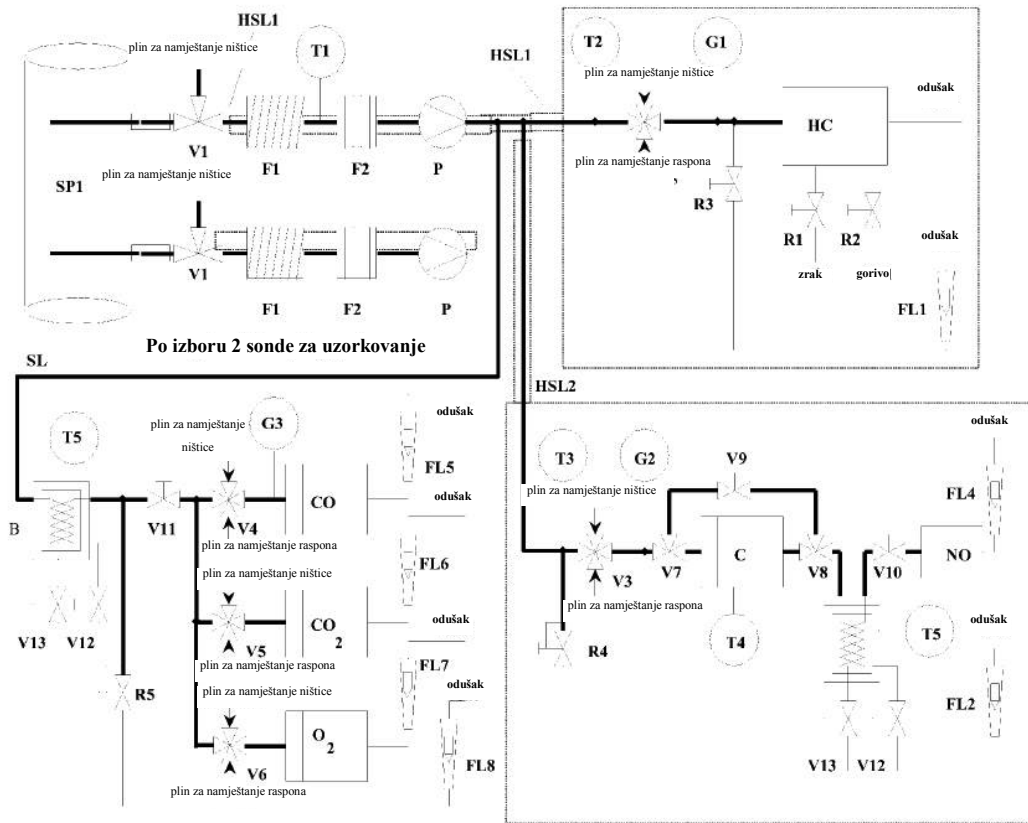 HSL1
plin za namještanje ništice
T1
V1
F1
F2
P
plin za namještanje ništice
SP1
V1
F1
F2
P
Po izboru 2 sonde za uzorkovanje
HSL1
T2
G1
plin za namještanje ništice
odušak
HC
plin za namještanje raspona
R3
R1
R2
odušak
zrak
gorivo
FL1
SL
HSL2
T5
plin za namještanje
ništice
G3
odušak
FL5
CO
odušak
B
V11
V4
plin za namještanje raspona
plin za namještanje ništice
FL6
CO
2
odušak
V13
V12
V5
plin za namještanje raspona
FL7
R5
plin za namještanje ništice
odušak
O
2
V6
FL8
plin za namještanje raspona
T3
G2
V9
odušak
plin za namještanje ništice
FL4
V3
V7
C
V8
V10
NO
plin za namještanje raspona
R4
T4
T5
odušak
FL2
V13
V12